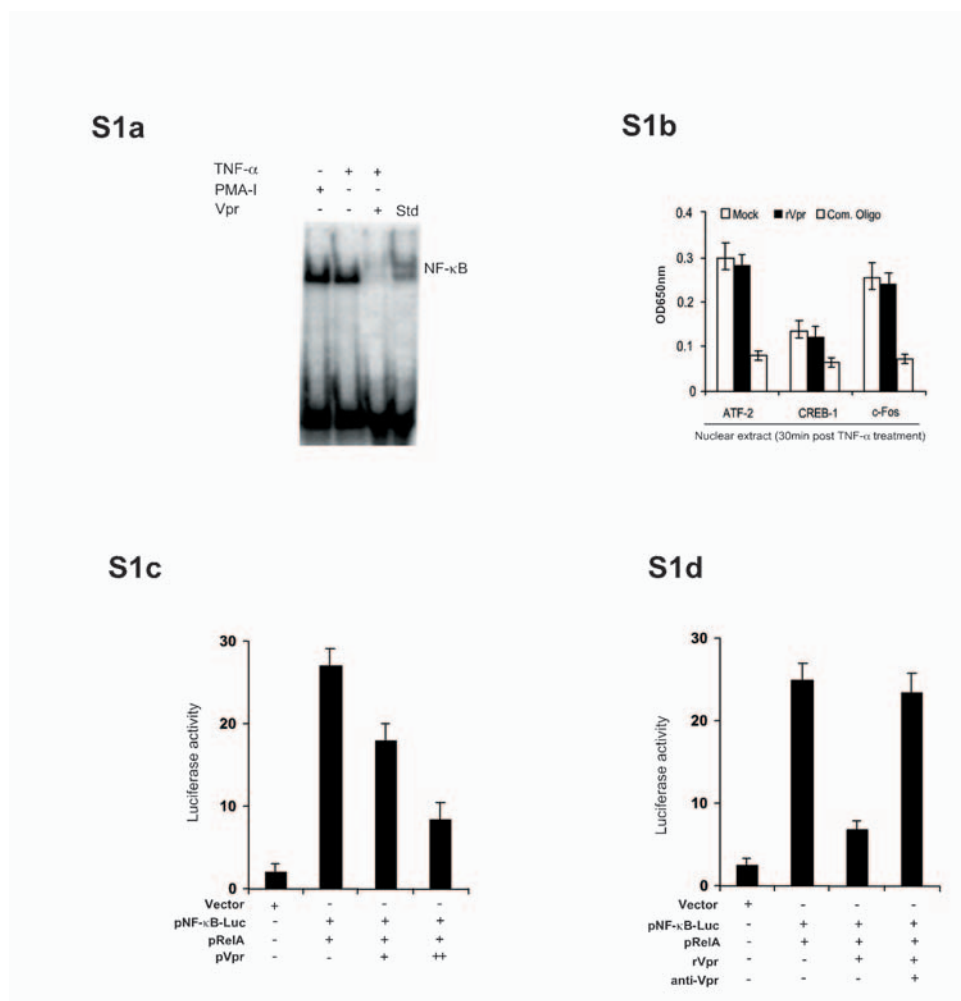 S1a
TNF-α - + +
PMA-I + - -
Vpr - - + Std
NF-κB
S1b
0.4
Mock rVpr Com. Oligo
0.3
0.2
0.1
0
OD650nm
ATF-2 CREB-1 c-Fos
Nuclear extract (30min post TNF-α treatment)
S1c
30
20
10
0
Luciferase activity
Vector + - - -
pNF-κB-Luc - + + +
pRelA - + + +
pVpr - - + ++
S1d
30
20
10
0
Luciferase activity
Vector + - - -
pNF-κB-Luc - + + +
pRelA - + + +
rVpr - - + +
anti-Vpr - - - +